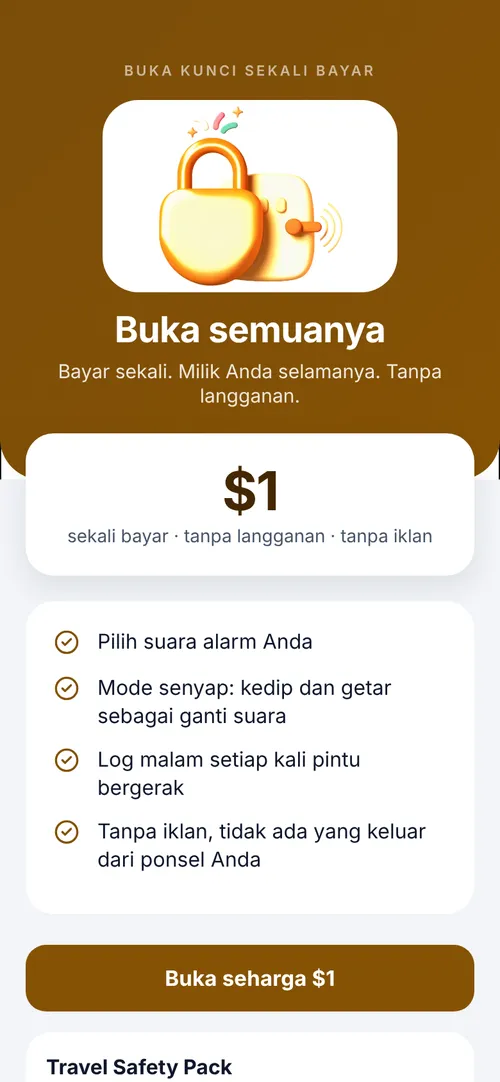 BUKA KUNCI SEKALI BAYAR
Buka semuanya
Bayar sekali. Milik Anda selamanya. Tanpa
langganan.
$1
sekali bayar · tanpa langganan · tanpa iklan
Pilih suara alarm Anda
Mode senyap: kedip dan getar
sebagai ganti suara
Log malam setiap kali pintu
bergerak
Tanpa iklan, tidak ada yang keluar
dari ponsel Anda
Buka seharga $1
Travel Safety Pack